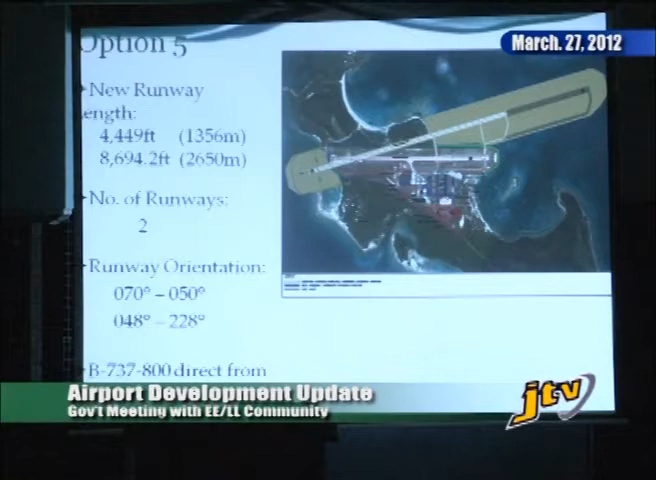 Option 5
March. 27, 2012
New Runway
Length:
4,449ft (1356m)
8,694.2ft (2650m)
No. of Runways:
2
Runway Orientation:
070° – 050°
048° – 228°
B-737-800 direct from
Airport Development Update
Gov't Meeting with EE/LL Community
jtv